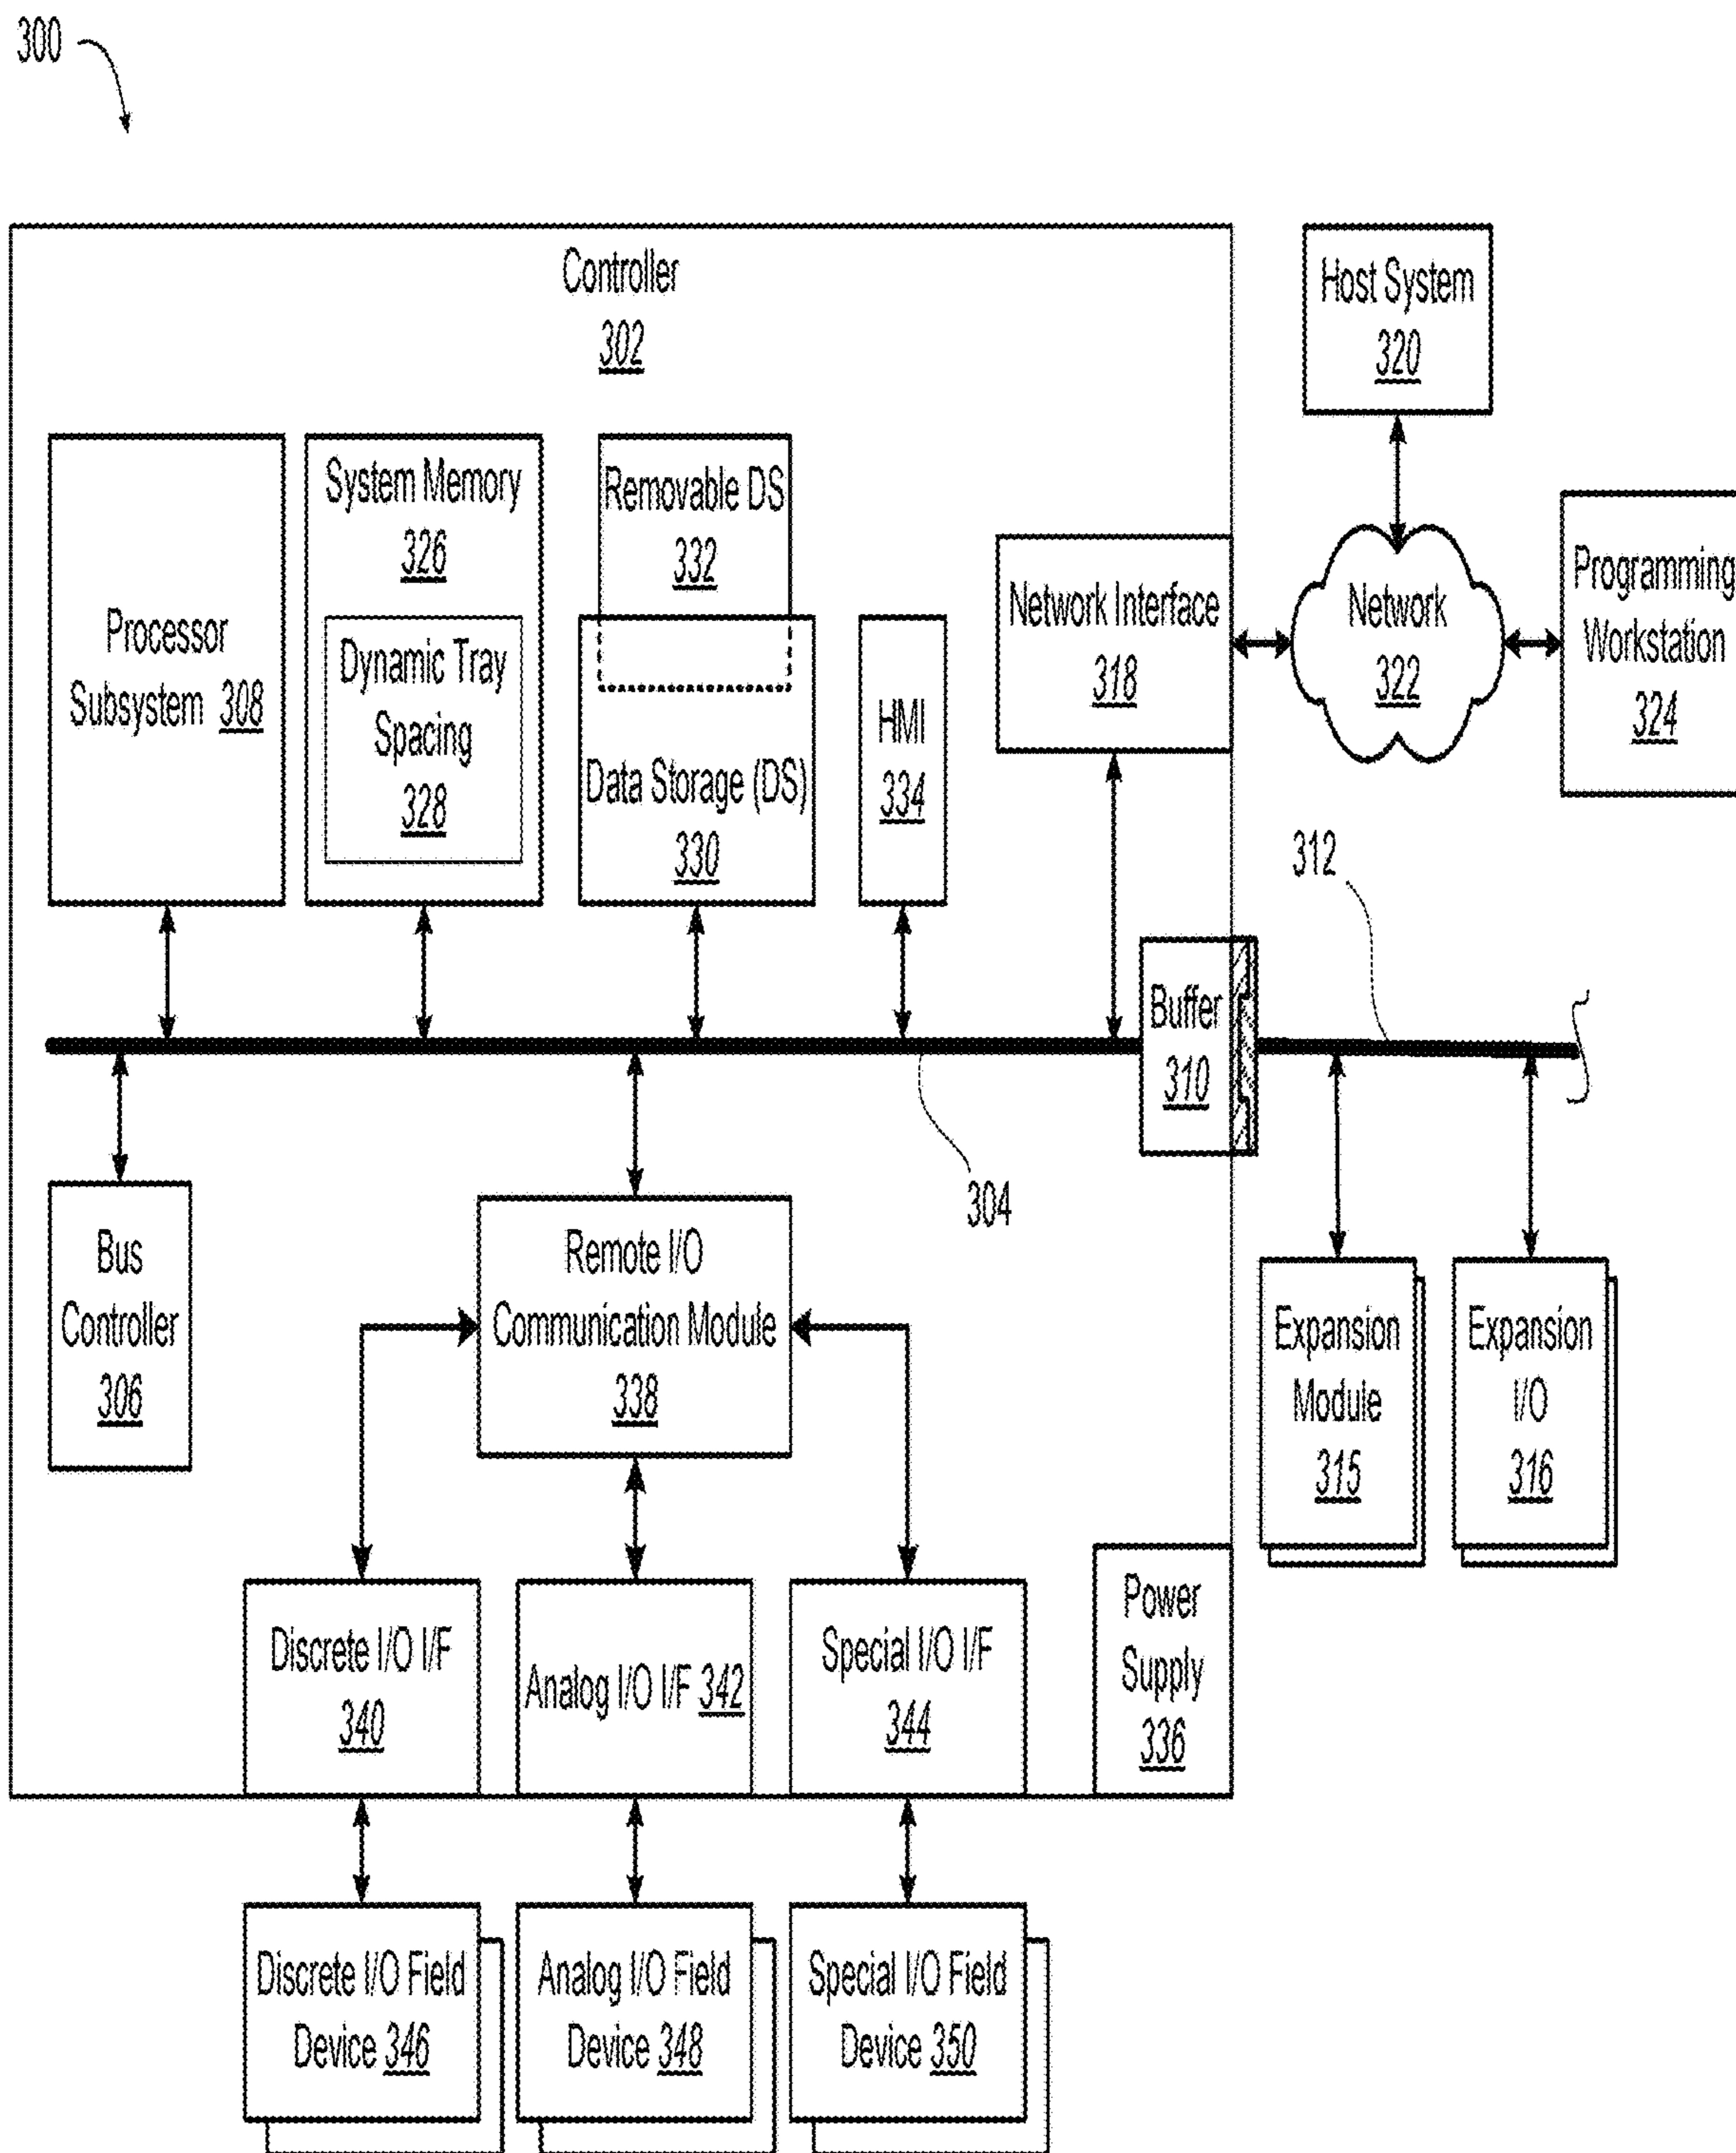 300
Controller
302
Host System
320
Processor
Subsystem 308
System Memory
326
Dynamic Tray
Spacing
328
Removable DS
332
Data Storage (DS)
330
HMI
334
Network Interface
318
Network
322
Programming
Workstation
324
312
Buffer
310
304
Bus
Controller
306
Remote I/O
Communication Module
338
Expansion
Module
315
Expansion
I/O
316
Discrete I/O I/F
340
Analog I/O I/F 342
Special I/O I/F
344
Power
Supply
336
Discrete I/O Field
Device 346
Analog I/O Field
Device 348
Special I/O Field
Device 350